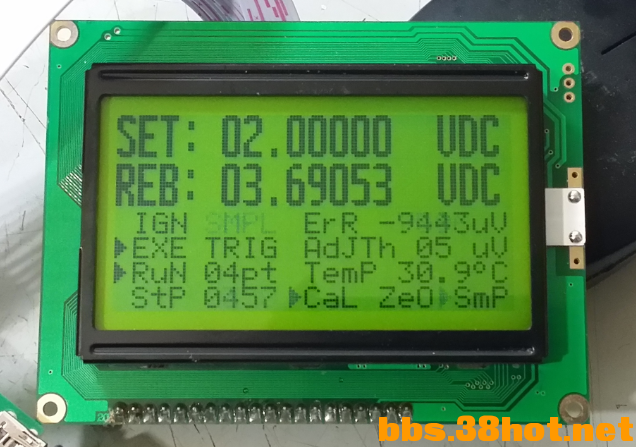 SET: 02.00000 VDC
REB: 03.69053 VDC
IGN SMPL ErR -9443uV
▶EXE TRIG AdJTh 05 uV
▶RuN 04pt TemP 30.9°C
StP 0457 ▶CaL ZeO SmP
20
bbs.38hot.net